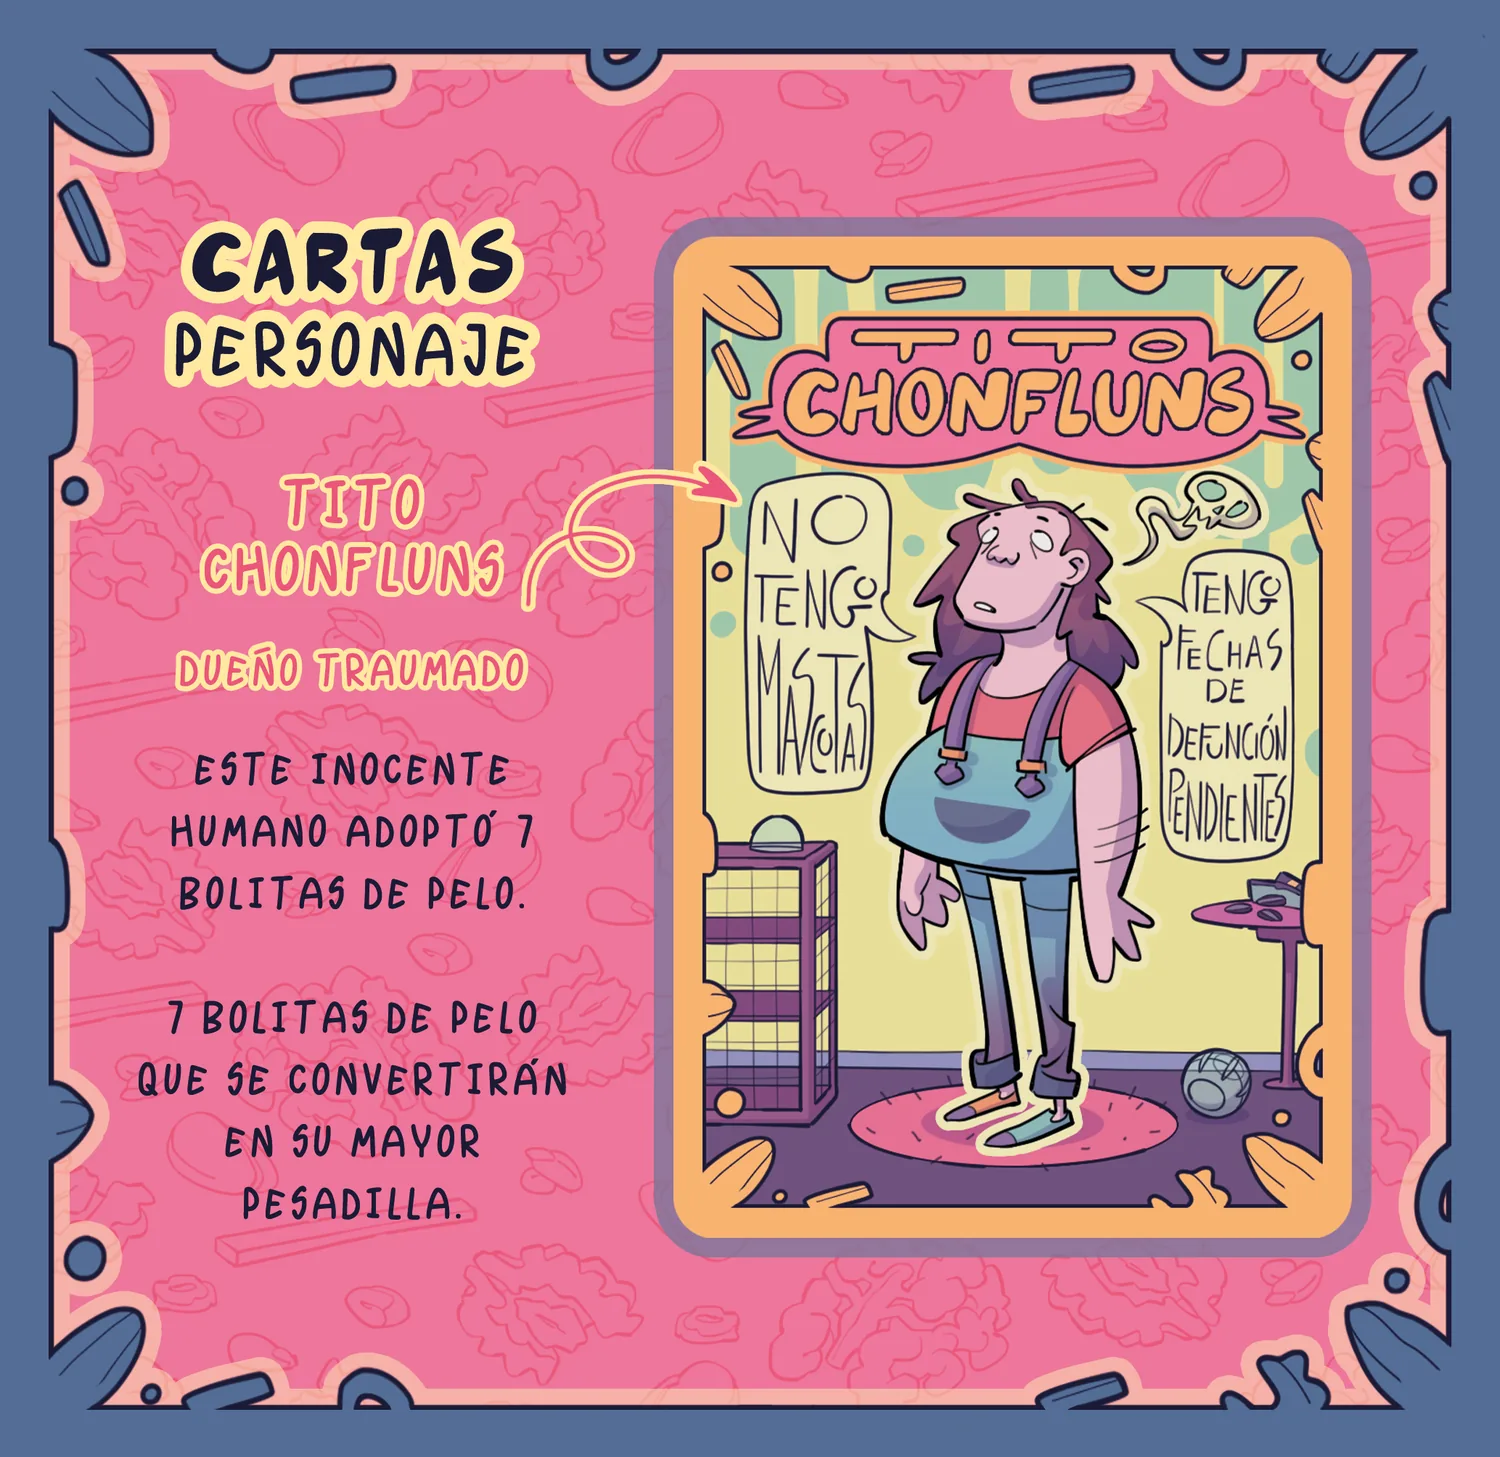 CARTAS
PERSONAJE
TITO
CHONFLUNS
DUEÑO TRAUMADO
ESTE INOCENTE
HUMANO ADOPTÓ 7
BOLITAS DE PELO.
7 BOLITAS DE PELO
QUE SE CONVERTIRÁN
EN SU MAYOR
PESADILLA.
TITO
CHONFLUNS
NO
TENGO
MASCOTAS
TENGO
FECHAS
DE
DEFUNCIÓN
PENDIENTES